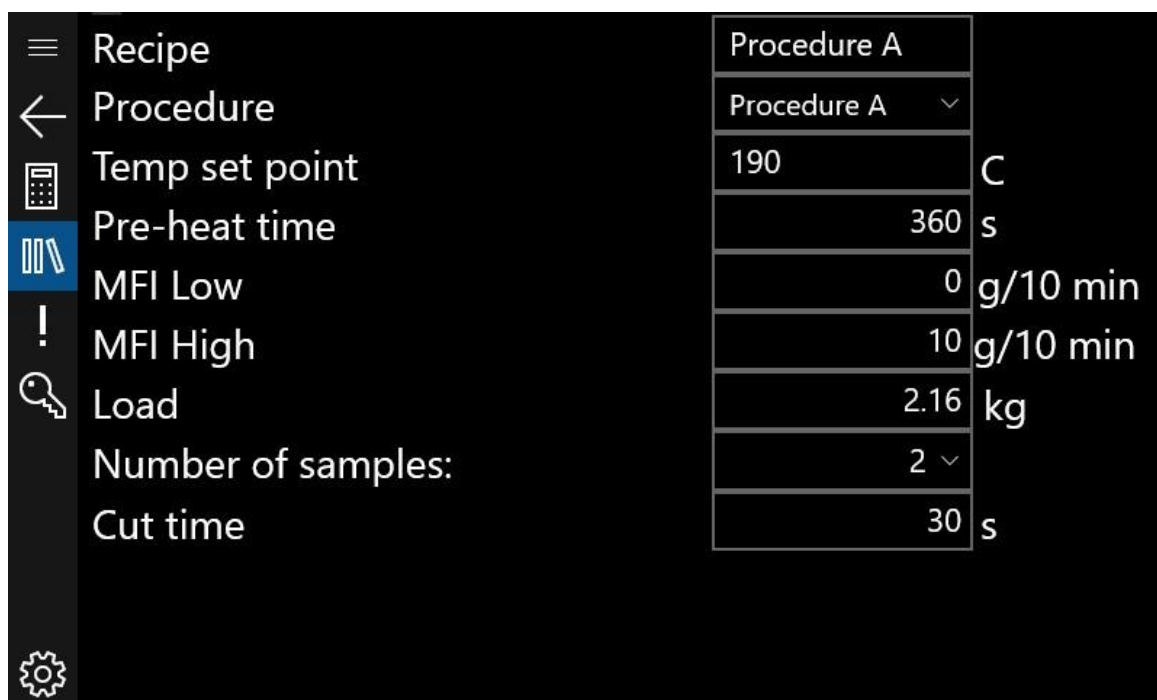 Recipe Procedure A
Procedure Procedure A
Temp set point 190 C
Pre-heat time 360 s
MFI Low 0 g/10 min
MFI High 10 g/10 min
Load 2.16 kg
Number of samples: 2
Cut time 30 s